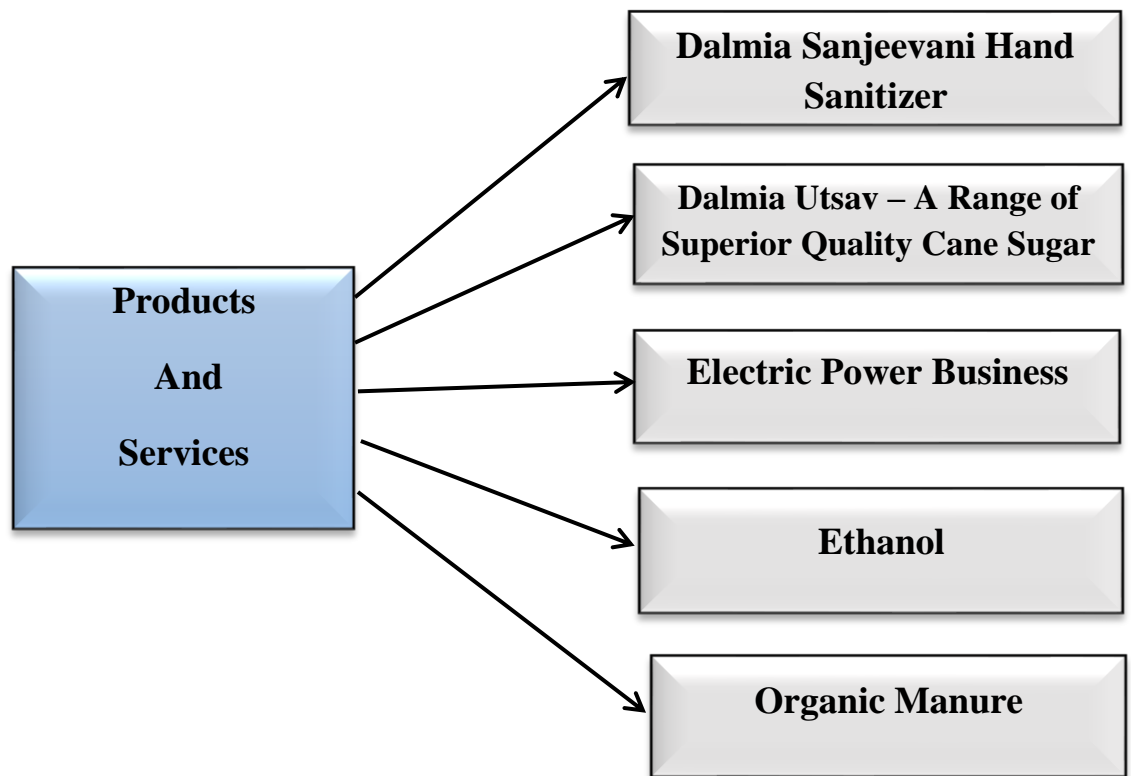 Products
And
Services
Dalmia Sanjeevani Hand
Sanitizer
Dalmia Utsav – A Range of
Superior Quality Cane Sugar
Electric Power Business
Ethanol
Organic Manure